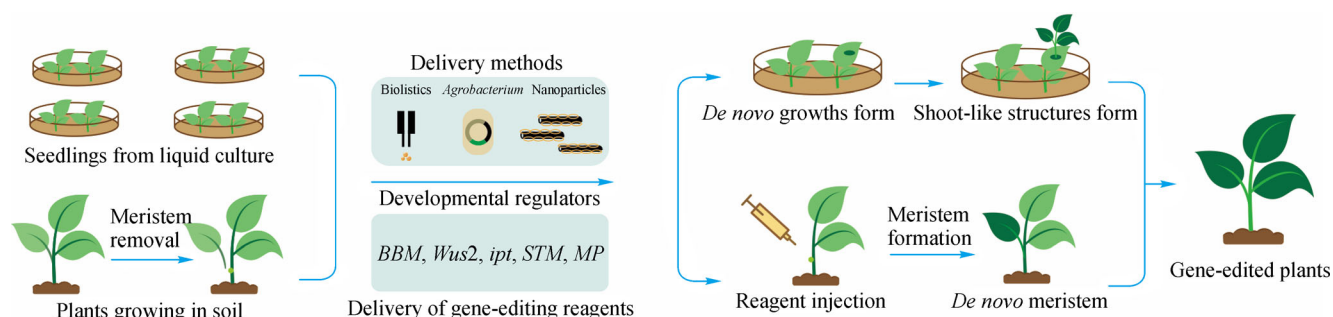 Seedlings from liquid culture
Meristem
removal
Plants growing in soil
Delivery methods
Biolistics Agrobacterium Nanoparticles
Developmental regulators
BBM, Wus2, ipt, STM, MP
Delivery of gene-editing reagents
De novo growths form
Shoot-like structures form
Reagent injection
Meristem
formation
De novo meristem
Gene-edited plants